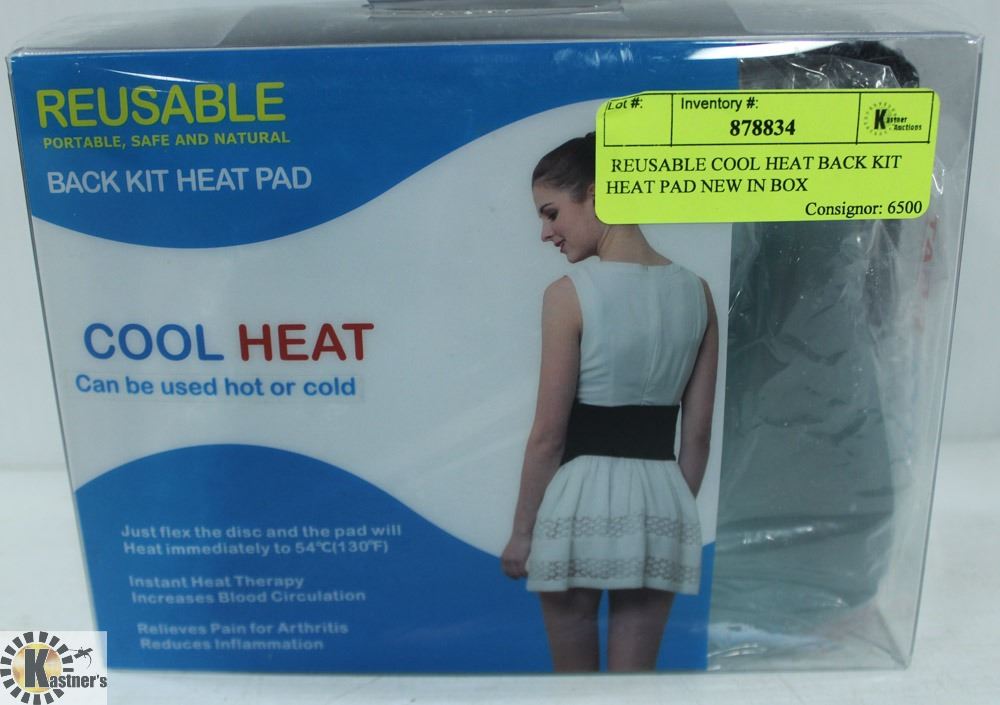 REUSABLE
PORTABLE, SAFE AND NATURAL
BACK KIT HEAT PAD
Lot #:
Inventory #:
878834
Kastner Auctions
REUSABLE COOL HEAT BACK KIT
HEAT PAD NEW IN BOX
Consignor: 6500
COOL HEAT
Can be used hot or cold
Just flex the disc and the pad will
Heat immediately to 54℃(130℉)
Instant Heat Therapy
Increases Blood Circulation
Relieves Pain for Arthritis
Reduces Inflammation
Kastner's